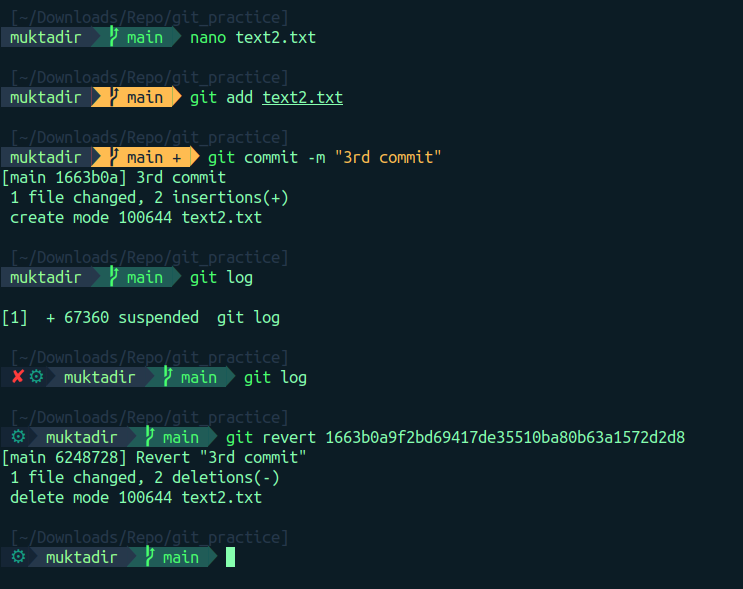 [~/Downloads/Repo/git_practice]
muktadir main nano text2.txt
[~/Downloads/Repo/git_practice]
muktadir main git add text2.txt
[~/Downloads/Repo/git_practice]
muktadir main + git commit -m "3rd commit"
[main 1663b0a] 3rd commit
1 file changed, 2 insertions(+)
create mode 100644 text2.txt
[~/Downloads/Repo/git_practice]
muktadir main git log
[1]  + 67360 suspended  git log
[~/Downloads/Repo/git_practice]
✘ ⚙ muktadir main git log
[~/Downloads/Repo/git_practice]
⚙ muktadir main git revert 1663b0a9f2bd69417de35510ba80b63a1572d2d8
[main 6248728] Revert "3rd commit"
1 file changed, 2 deletions(-)
delete mode 100644 text2.txt
[~/Downloads/Repo/git_practice]
⚙ muktadir main